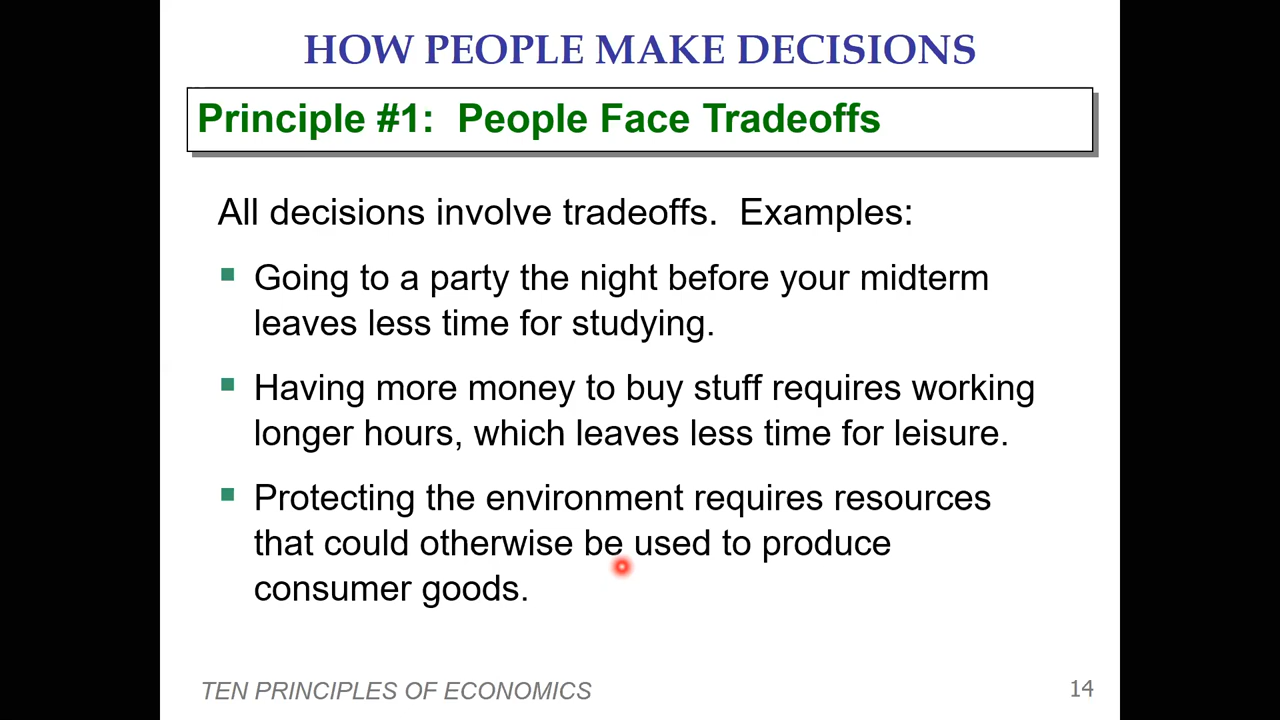 HOW PEOPLE MAKE DECISIONS
Principle #1:  People Face Tradeoffs
All decisions involve tradeoffs.  Examples:
Going to a party the night before your midterm
leaves less time for studying.
Having more money to buy stuff requires working
longer hours, which leaves less time for leisure.
Protecting the environment requires resources
that could otherwise be used to produce
consumer goods.
TEN PRINCIPLES OF ECONOMICS
14